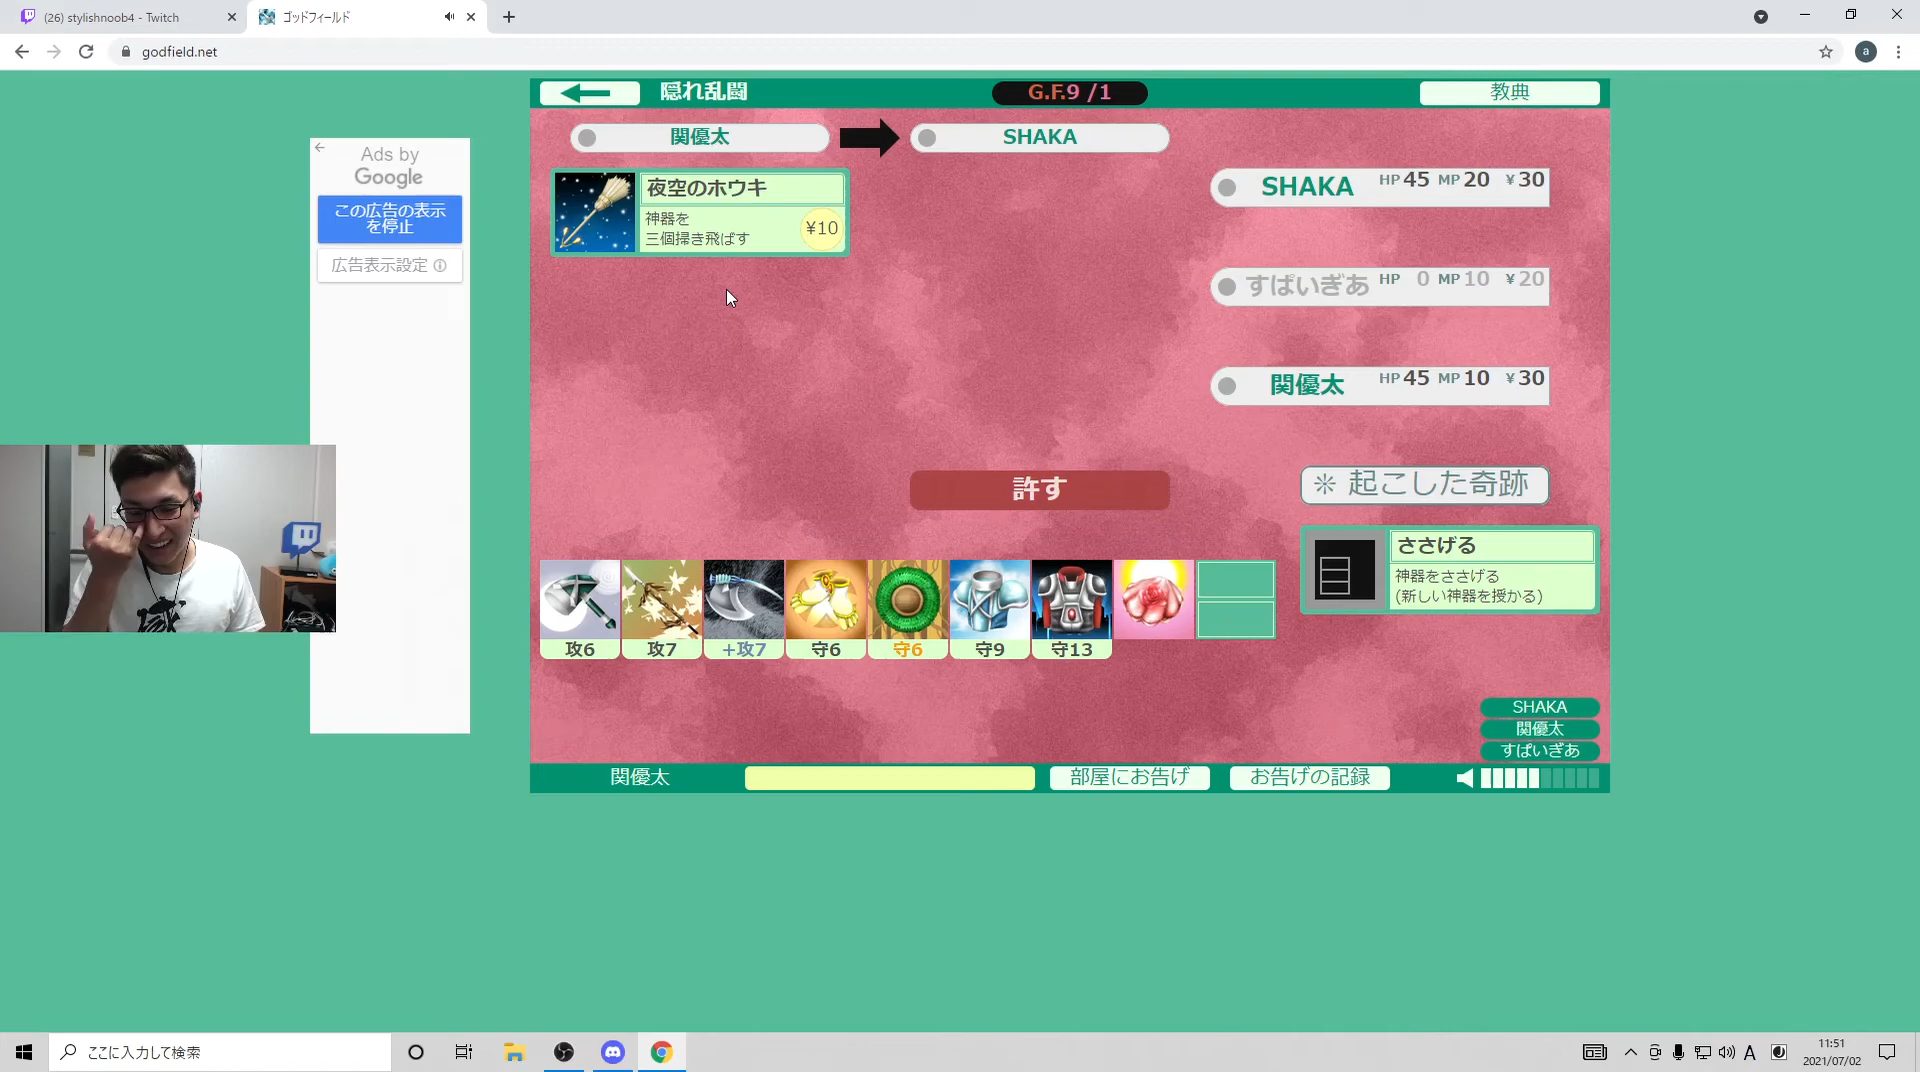 (26) stylishnoob4 - Twitch
ゴッドフィールド
godfield.net
a
隠れ乱闘
G.F.9 /1
教典
関優太
SHAKA
夜空のホウキ
神器を
三個掃き飛ばす
¥10
SHAKA HP 45 MP 20 ¥ 30
すぱいぎあ HP 0 MP 10 ¥ 20
関優太 HP 45 MP 10 ¥ 30
Ads by
Google
この広告の表示
を停止
広告表示設定
許す
起こした奇跡
ささげる
神器をささげる
(新しい神器を授かる)
攻6
攻7
+攻7
守6
守6
守9
守13
SHAKA
関優太
すぱいぎあ
関優太
部屋にお告げ
お告げの記録
ここに入力して検索
A
11:51
2021/07/02